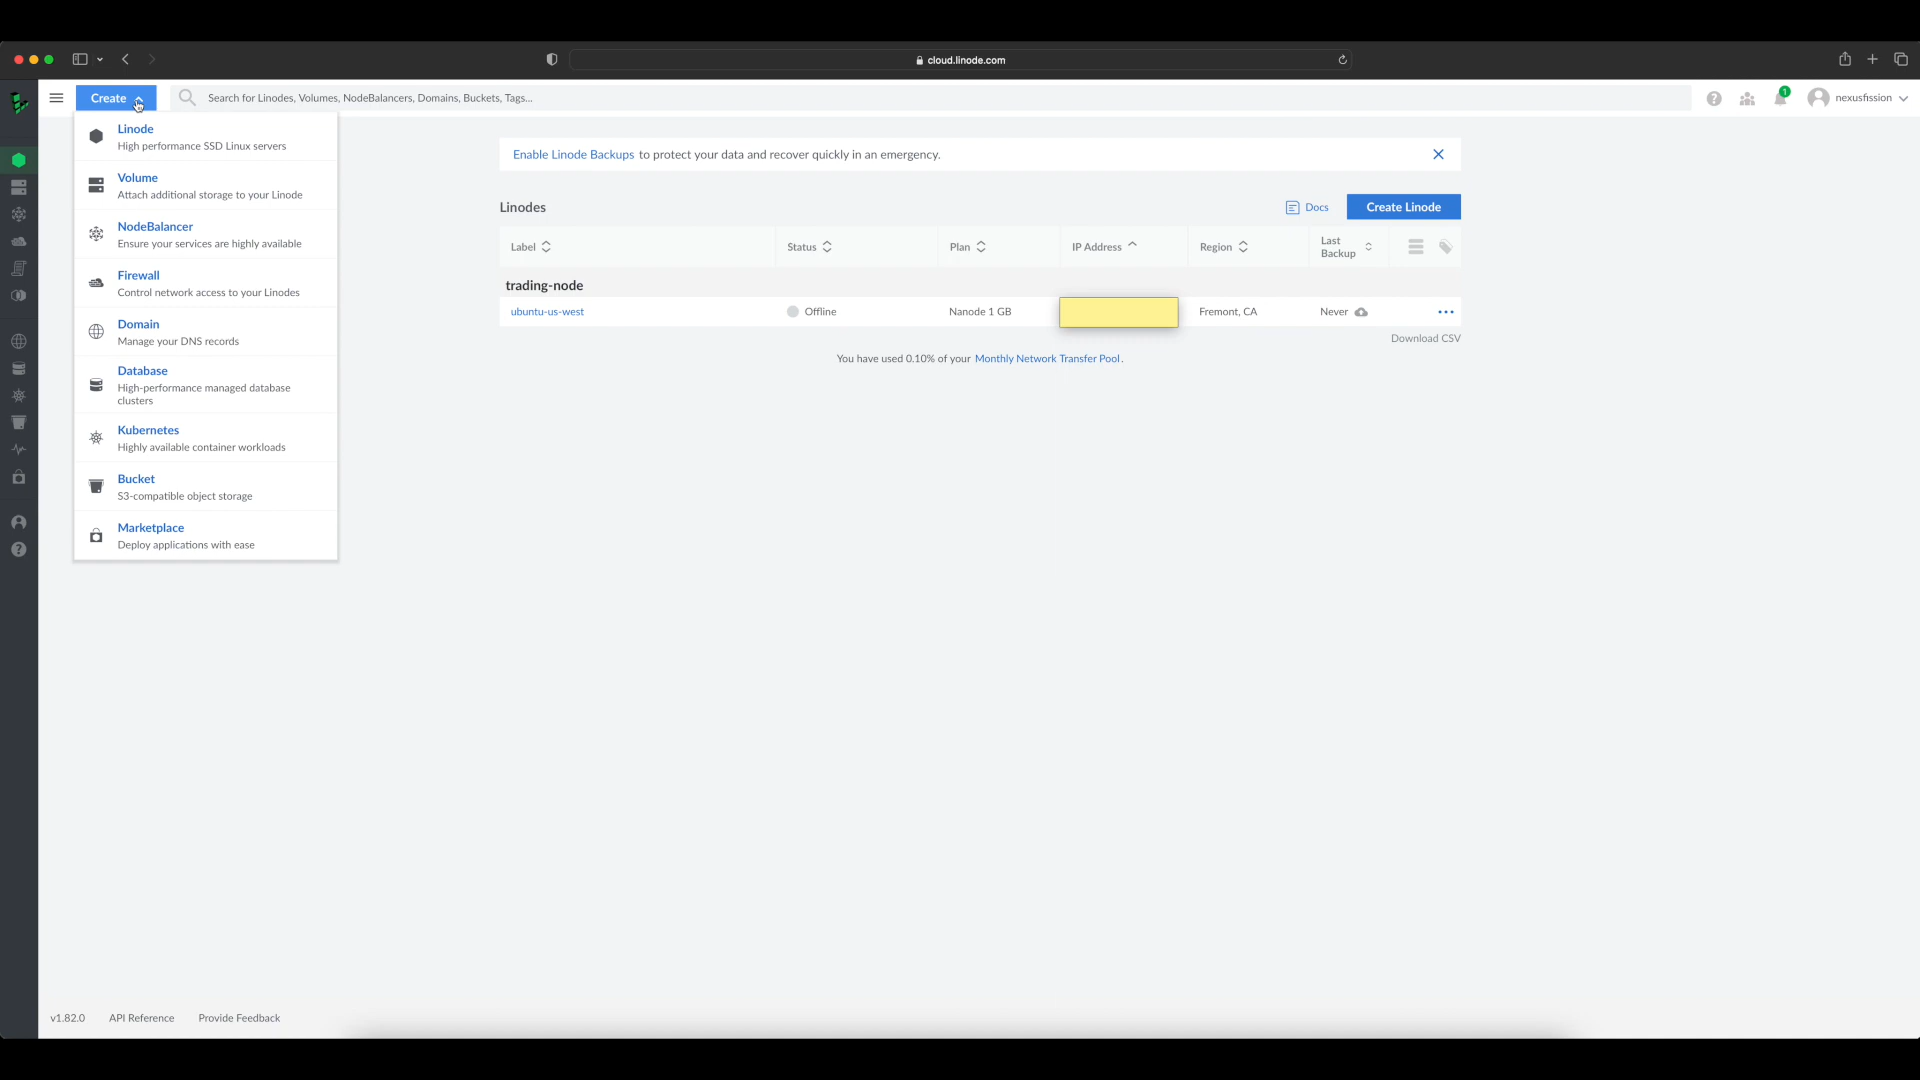 cloud.linode.com
Create
Search for Linodes, Volumes, NodeBalancers, Domains, Buckets, Tags...
1
nexusfission
Linode
High performance SSD Linux servers
Volume
Attach additional storage to your Linode
NodeBalancer
Ensure your services are highly available
Firewall
Control network access to your Linodes
Domain
Manage your DNS records
Database
High-performance managed database
clusters
Kubernetes
Highly available container workloads
Bucket
S3-compatible object storage
Marketplace
Deploy applications with ease
Enable Linode Backups to protect your data and recover quickly in an emergency.
Linodes
Docs
Create Linode
Label
Status
Plan
IP Address
Region
Last
Backup
trading-node
ubuntu-us-west
Offline
Nanode 1 GB
Fremont, CA
Never
Download CSV
You have used 0.10% of your Monthly Network Transfer Pool.
v1.82.0
API Reference
Provide Feedback